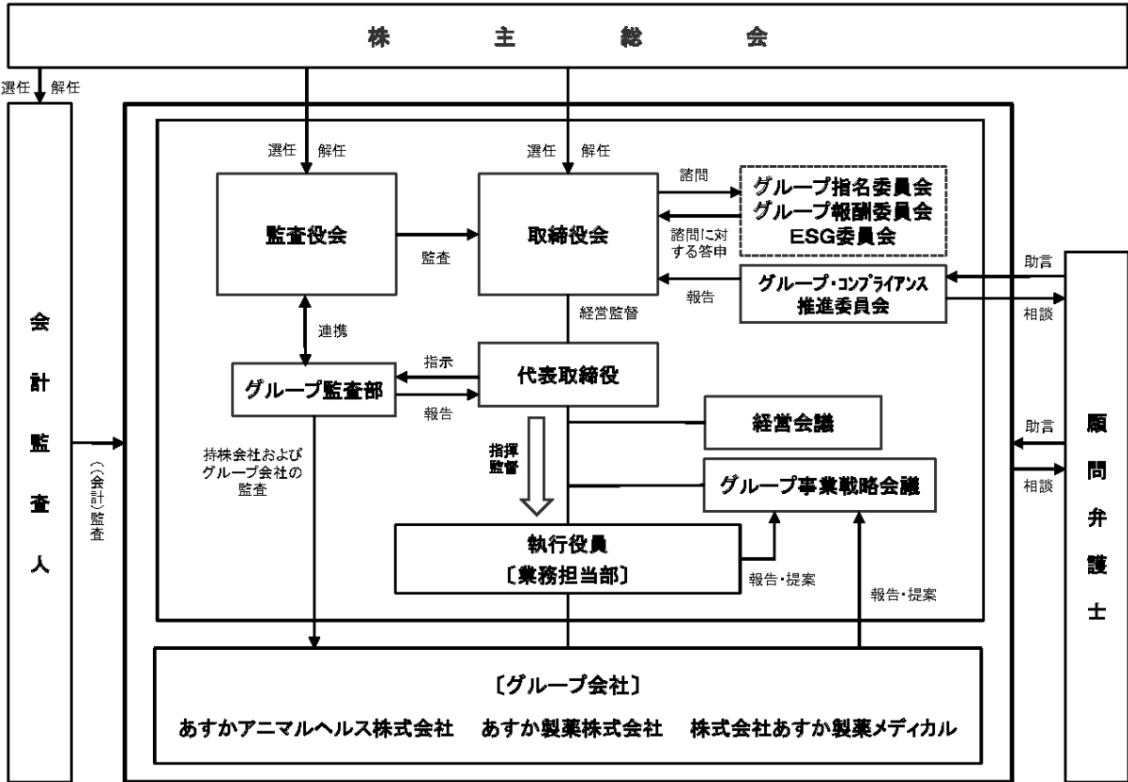 株主総会
選任 解任
選任 解任
選任 解任
監査役会
監査
取締役会
諮問
諮問に対
する答申
グループ指名委員会
グループ報酬委員会
ESG委員会
報告
グループ・コンプライアンス
推進委員会
助言
相談
連携
経営監督
グループ監査部
指示
報告
代表取締役
経営会議
指揮
監督
グループ事業戦略会議
持株会社および
グループ会社の
監査
執行役員
〔業務担当部〕
報告・提案
報告・提案
助言
相談
会計監査人
((会計)監査
顧問弁護士
〔グループ会社〕
あすかアニマルヘルス株式会社 あすか製薬株式会社 株式会社あすか製薬メディカル